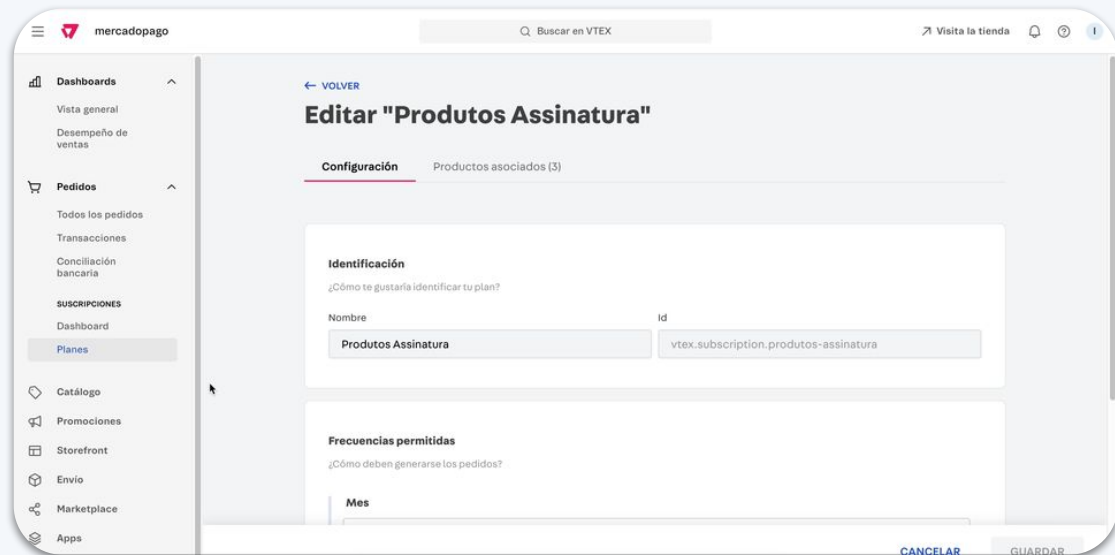 mercadopago
Buscar en VTEX
Visita la tienda
I
Dashboards
Vista general
Desempeño de
ventas
Pedidos
Todos los pedidos
Transacciones
Conciliación
bancaria
SUSCRIPCIONES
Dashboard
Planes
Catálogo
Promociones
Storefront
Envío
Marketplace
Apps
← VOLVER
Editar "Produtos Assinatura"
Configuración
Productos asociados (3)
Identificación
¿Cómo te gustaría identificar tu plan?
Nombre
Id
Produtos Assinatura
vtex.subscription.produtos-assinatura
Frecuencias permitidas
¿Cómo deben generarse los pedidos?
Mes
CANCELAR
GUARDAR